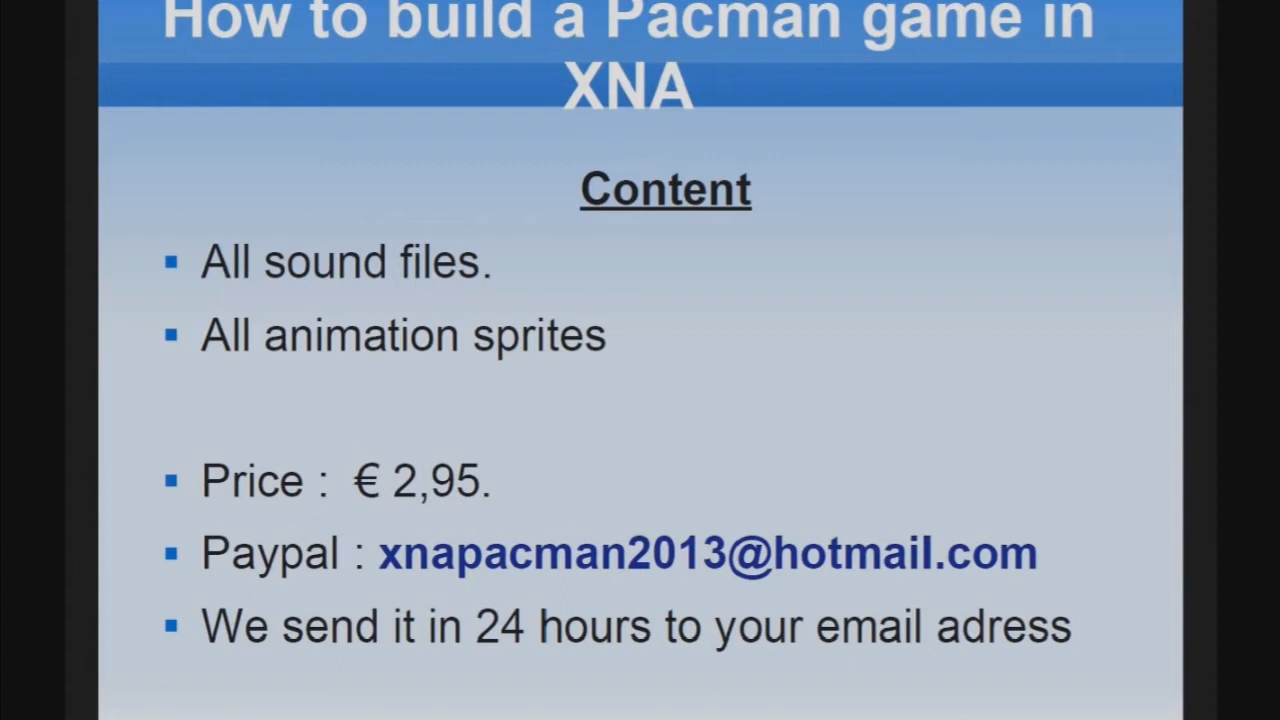 How to build a Pacman game in
XNA
Content
▪ All sound files.
▪ All animation sprites
▪ Price : € 2,95.
▪ Paypal : xnapacman2013@hotmail.com
▪ We send it in 24 hours to your email adress